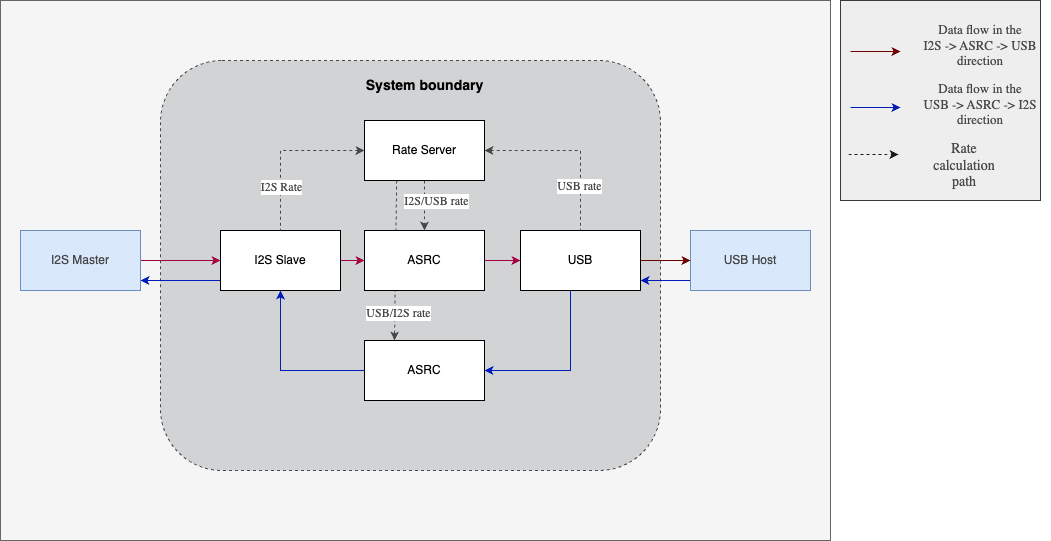 System boundary
Rate Server
I2S Rate
USB rate
I2S/USB rate
I2S Master
I2S Slave
ASRC
USB
USB Host
USB/I2S rate
ASRC
Data flow in the
I2S -> ASRC -> USB
direction
Data flow in the
USB -> ASRC -> I2S
direction
Rate
calculation
path